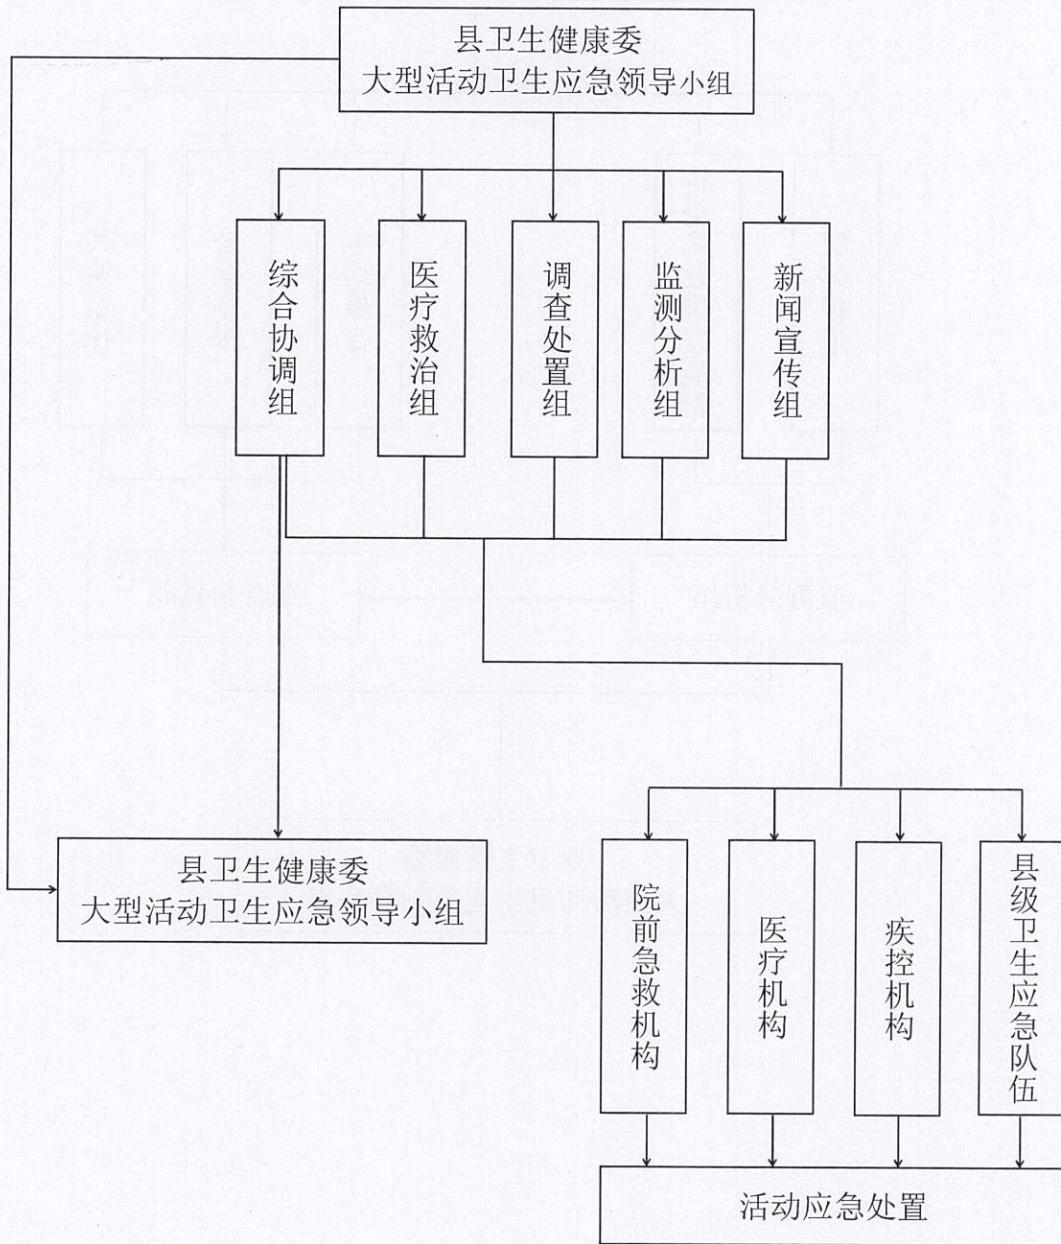 县卫生健康委
大型活动卫生应急领导小组
综合协调组
医疗救治组
调查处置组
监测分析组
新闻宣传组
县卫生健康委
大型活动卫生应急领导小组
院前急救机构
医疗机构
疾控机构
县级卫生应急队伍
活动应急处置